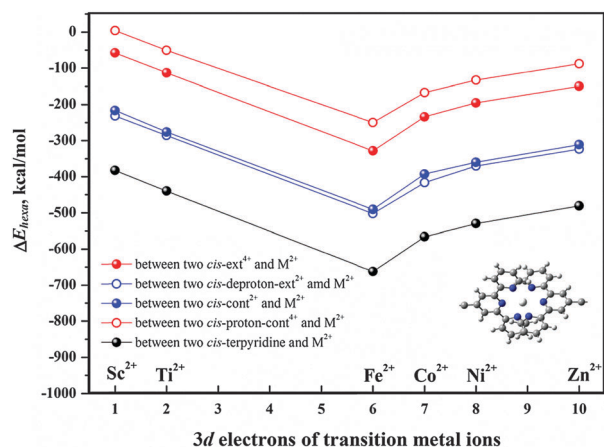 0
-100
-200
-300
-400
-500
-600
-700
-800
-900
-1000
ΔE_hexa, kcal/mol
between two cis-ext⁴⁺ and M²⁺
between two cis-deproton-ext²⁺ and M²⁺
between two cis-cont²⁺ and M²⁺
between two cis-proton-cont⁴⁺ and M²⁺
between two cis-terpyridine and M²⁺
Sc²⁺ Ti²⁺ Fe²⁺ Co²⁺ Ni²⁺ Zn²⁺
1 2 3 4 5 6 7 8 9 10
3d electrons of transition metal ions